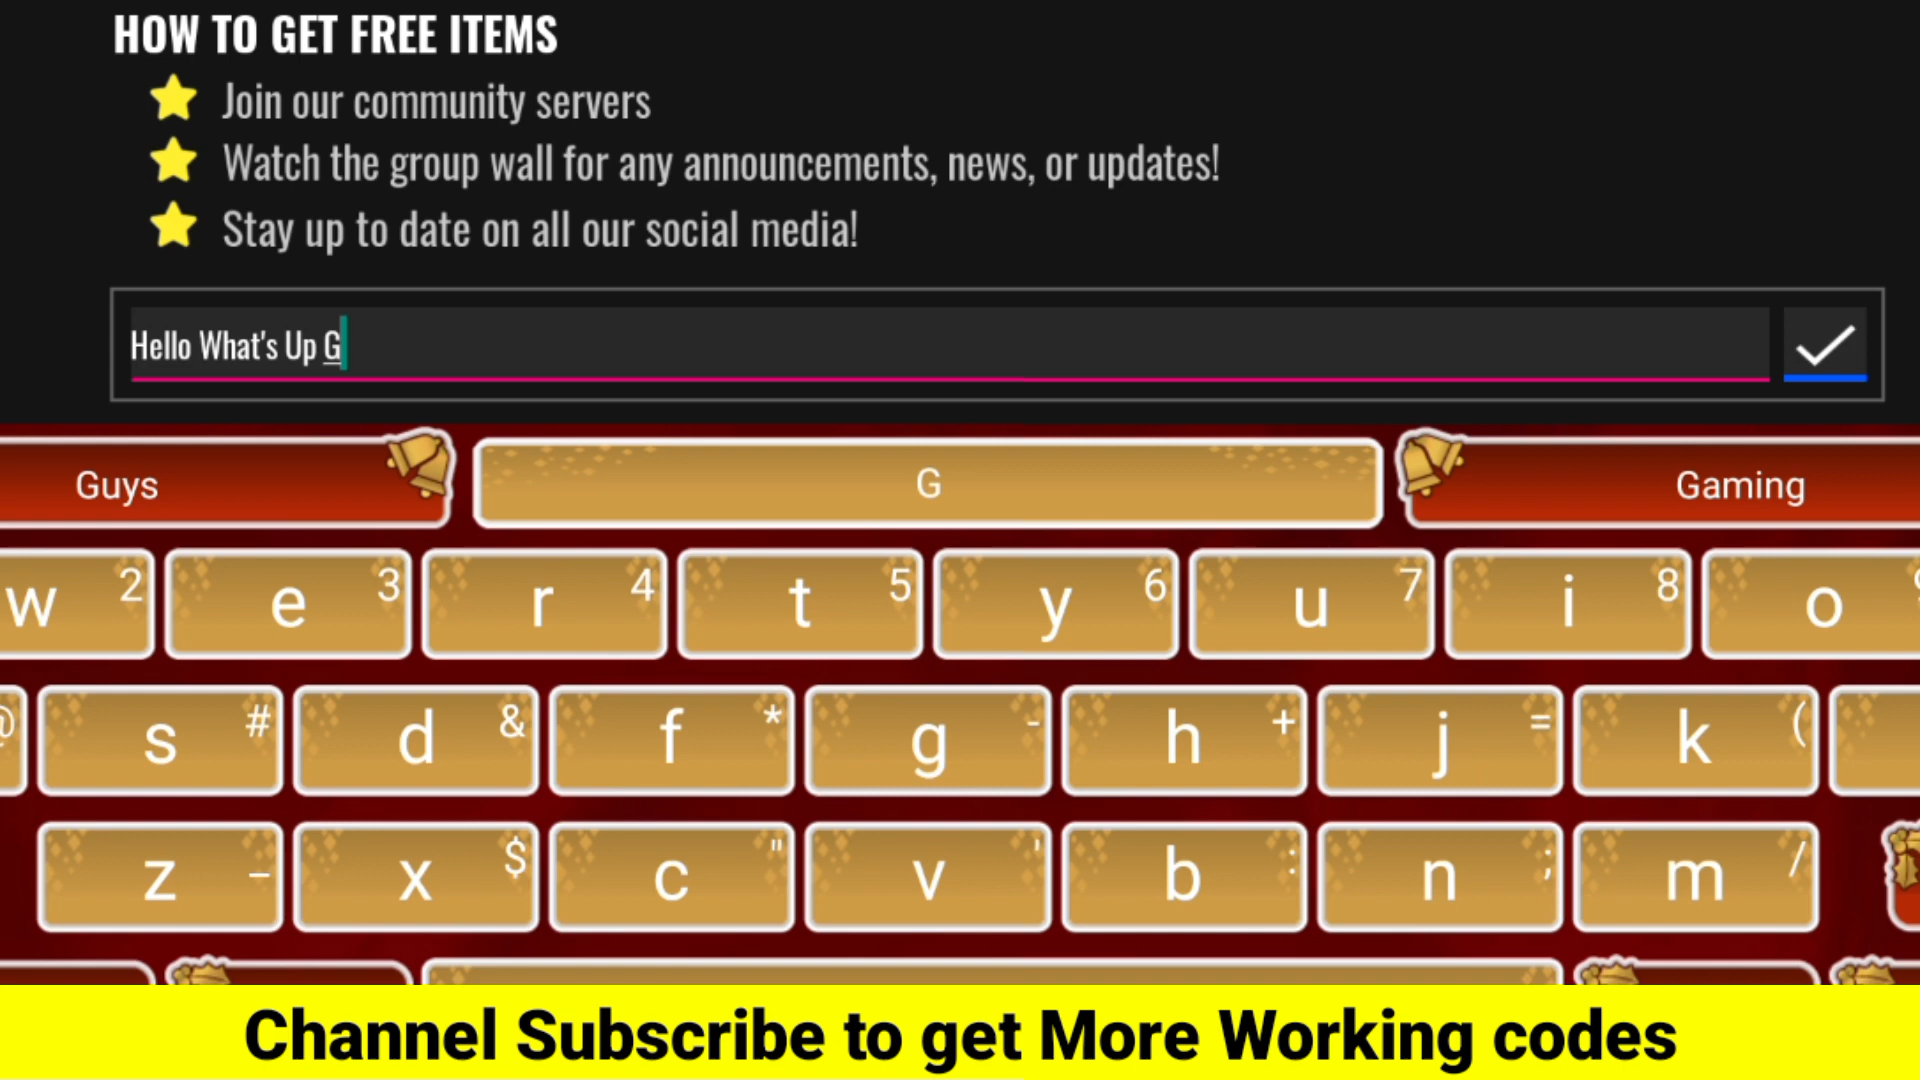 HOW TO GET FREE ITEMS
Join our community servers
Watch the group wall for any announcements, news, or updates!
Stay up to date on all our social media!
Hello What's Up G
Guys G Gaming
w 2 e 3 r 4 t 5 y 6 u 7 i 8 o
@ s # d & f * g - h + j = k (
z _ x $ c " v ' b : n ; m /
Channel Subscribe to get More Working codes